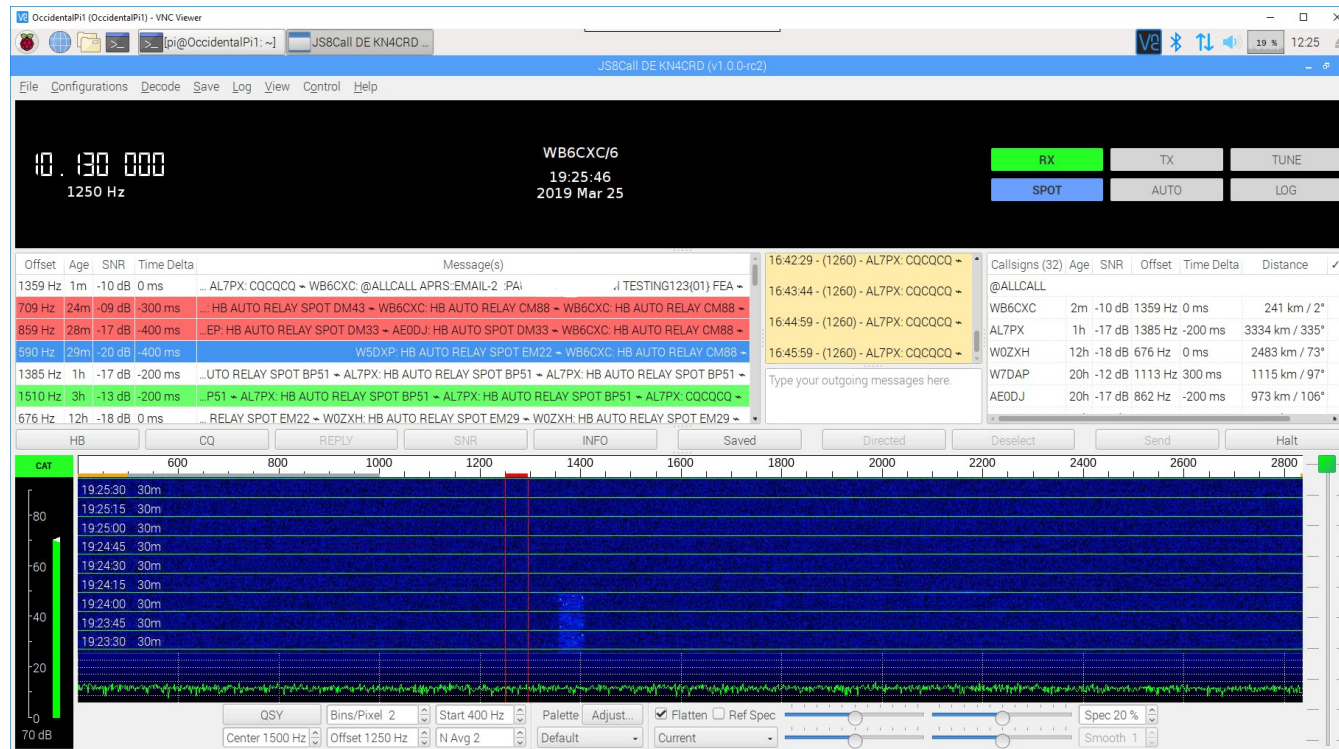 OccidentalPi1 (OccidentalPi1) - VNC Viewer
[pi@OccidentalPi1: ~] JS8Call DE KN4CRD ... 19 % 12:25
JS8Call DE KN4CRD (v1.0.0-rc2)
File Configurations Decode Save Log View Control Help
10.130 000
1250 Hz
WB6CXC/6
19:25:46
2019 Mar 25
RX TX TUNE
SPOT AUTO LOG
Offset Age SNR Time Delta Message(s)
1359 Hz 1m -10 dB 0 ms ... AL7PX: CQCQCQ ~ WB6CXC: @ALLCALL APRS::EMAIL-2 :PA TESTING123{01} FEA ~
709 Hz 24m -09 dB -300 ms ...: HB AUTO RELAY SPOT DM43 ~ WB6CXC: HB AUTO RELAY CM88 ~ WB6CXC: HB AUTO RELAY CM88 ~
859 Hz 28m -17 dB -400 ms ...EP: HB AUTO RELAY SPOT DM33 ~ AE0DJ: HB AUTO SPOT DM33 ~ WB6CXC: HB AUTO RELAY CM88 ~
590 Hz 29m -20 dB -400 ms W5DXP: HB AUTO RELAY SPOT EM22 ~ WB6CXC: HB AUTO RELAY CM88 ~
1385 Hz 1h -17 dB -200 ms ...UTO RELAY SPOT BP51 ~ AL7PX: HB AUTO RELAY SPOT BP51 ~ AL7PX: HB AUTO RELAY SPOT BP51 ~
1510 Hz 3h -13 dB -200 ms ...P51 ~ AL7PX: HB AUTO RELAY SPOT BP51 ~ AL7PX: HB AUTO RELAY SPOT BP51 ~ AL7PX: CQCQCQ ~
676 Hz 12h -18 dB 0 ms ... RELAY SPOT EM22 ~ W0ZXH: HB AUTO RELAY SPOT EM29 ~ W0ZXH: HB AUTO RELAY SPOT EM29 ~
16:42:29 - (1260) - AL7PX: CQCQCQ ~
16:43:44 - (1260) - AL7PX: CQCQCQ ~
16:44:59 - (1260) - AL7PX: CQCQCQ ~
16:45:59 - (1260) - AL7PX: CQCQCQ ~
Type your outgoing messages here.
Callsigns (32) Age SNR Offset Time Delta Distance
@ALLCALL
WB6CXC 2m -10 dB 1359 Hz 0 ms 241 km / 2°
AL7PX 1h -17 dB 1385 Hz -200 ms 3334 km / 335°
W0ZXH 12h -18 dB 676 Hz 0 ms 2483 km / 73°
W7DAP 20h -12 dB 1113 Hz 300 ms 1115 km / 97°
AE0DJ 20h -17 dB 862 Hz -200 ms 973 km / 106°
HB CQ REPLY SNR INFO Saved Directed Deselect Send Halt
CAT 600 800 1000 1200 1400 1600 1800 2000 2200 2400 2600 2800
19:25:30 30m
19:25:15 30m
19:25:00 30m
19:24:45 30m
19:24:30 30m
19:24:15 30m
19:24:00 30m
19:23:45 30m
19:23:30 30m
80
60
40
20
0
70 dB
QSY Bins/Pixel 2 Start 400 Hz Palette Adjust... Flatten Ref Spec Spec 20 %
Center 1500 Hz Offset 1250 Hz N Avg 2 Default Current Smooth 1